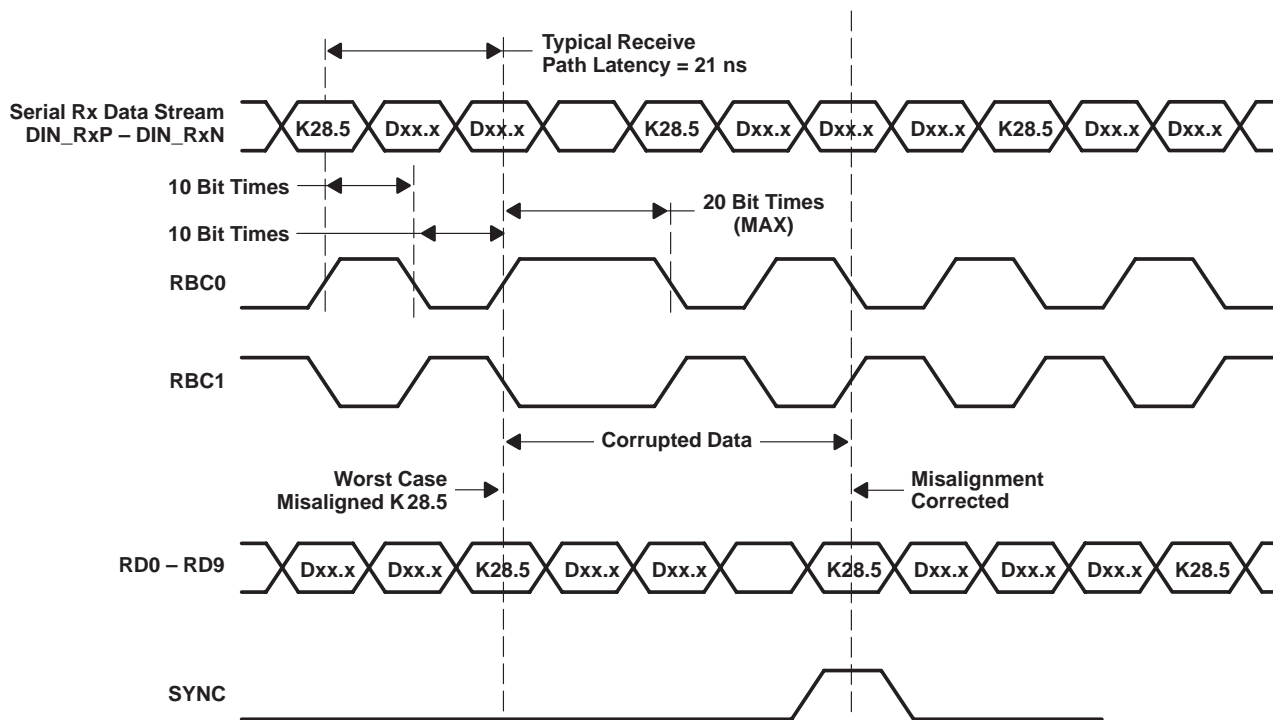 Typical Receive
Path Latency = 21 ns
Serial Rx Data Stream
DIN_RxP – DIN_RxN
K28.5 Dxx.x Dxx.x K28.5 Dxx.x Dxx.x Dxx.x K28.5 Dxx.x Dxx.x
10 Bit Times
20 Bit Times
(MAX)
10 Bit Times
RBC0
RBC1
Corrupted Data
Worst Case
Misaligned K28.5
Misalignment
Corrected
RD0 – RD9
Dxx.x Dxx.x K28.5 Dxx.x Dxx.x K28.5 Dxx.x Dxx.x Dxx.x K28.5
SYNC